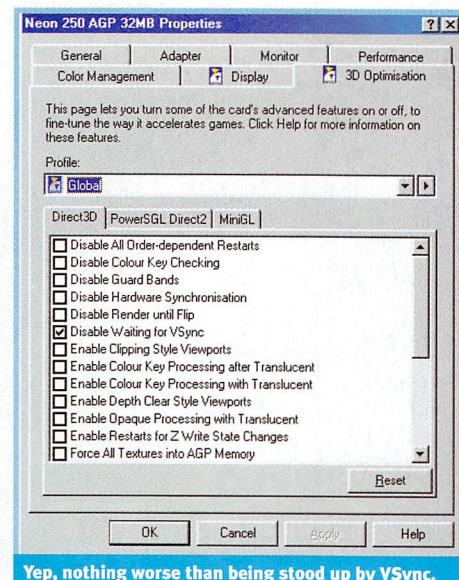 Neon 250 AGP 32MB Properties
General Adapter Monitor Performance
Color Management Display 3D Optimisation
This page lets you turn some of the card's advanced features on or off, to
fine-tune the way it accelerates games. Click Help for more information on
these features.
Profile:
Global
Direct3D PowerSGL Direct2 MiniGL
Disable All Order-dependent Restarts
Disable Colour Key Checking
Disable Guard Bands
Disable Hardware Synchronisation
Disable Render until Flip
Disable Waiting for VSync
Enable Clipping Style Viewports
Enable Colour Key Processing after Translucent
Enable Colour Key Processing with Translucent
Enable Depth Clear Style Viewports
Enable Opaque Processing with Translucent
Enable Restarts for Z Write State Changes
Force All Textures into AGP Memory
Reset
OK Cancel Apply Help
Yep, nothing worse than being stood up by VSync.